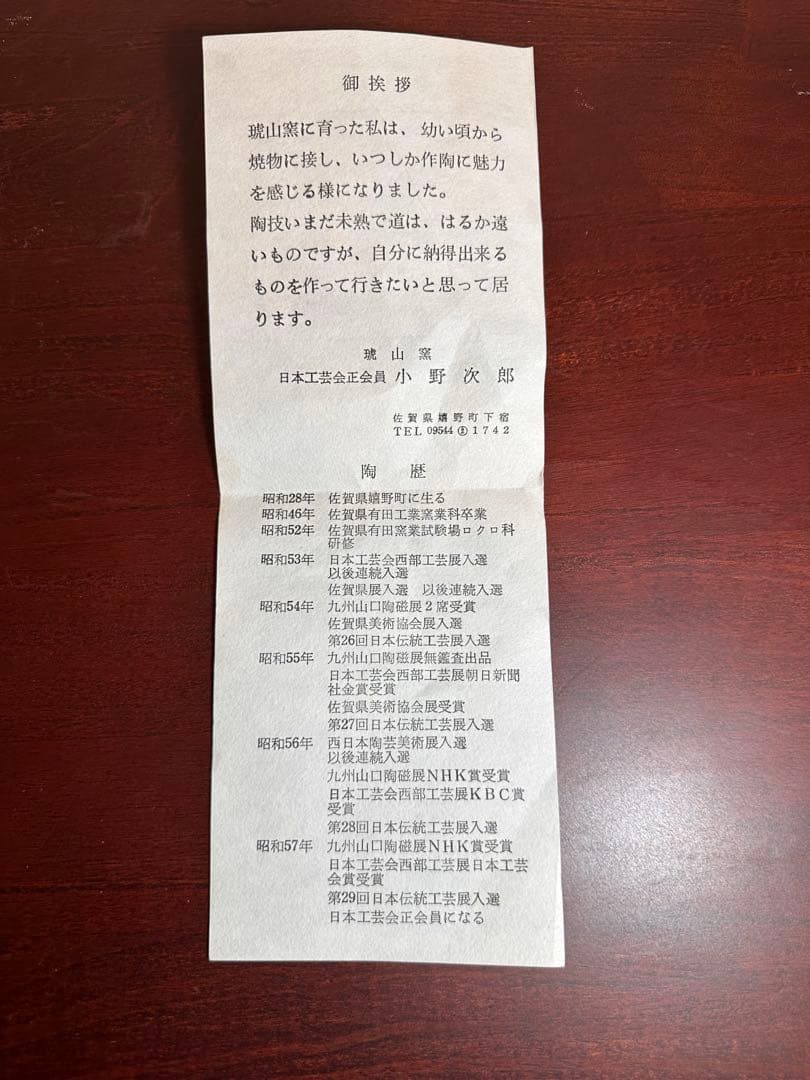 御挨拶
琥山窯に育った私は、幼い頃から
焼物に接し、いつしか作陶に魅力
を感じる様になりました。
陶技いまだ未熟で道は、はるか遠
いものですが、自分に納得出来る
ものを作って行きたいと思って居
ります。
琥山窯
日本工芸会正会員 小野次郎
佐賀県嬉野町下宿
TEL 09544 ③ 1742
陶歴
昭和28年 佐賀県嬉野町に生る
昭和46年 佐賀県有田工業窯業科卒業
昭和52年 佐賀県有田窯業試験場ロクロ科
研修
昭和53年 日本工芸会西部工芸展入選
以後連続入選
佐賀県展入選 以後連続入選
昭和54年 九州山口陶磁展2席受賞
佐賀県美術協会展入選
第26回日本伝統工芸展入選
昭和55年 九州山口陶磁展無鑑査出品
日本工芸会西部工芸展朝日新聞
社金賞受賞
佐賀県美術協会展受賞
第27回日本伝統工芸展入選
昭和56年 西日本陶芸美術展入選
以後連続入選
九州山口陶磁展NHK賞受賞
日本工芸会西部工芸展KBC賞
受賞
第28回日本伝統工芸展入選
昭和57年 九州山口陶磁展NHK賞受賞
日本工芸会西部工芸展日本工芸
会賞受賞
第29回日本伝統工芸展入選
日本工芸会正会員になる